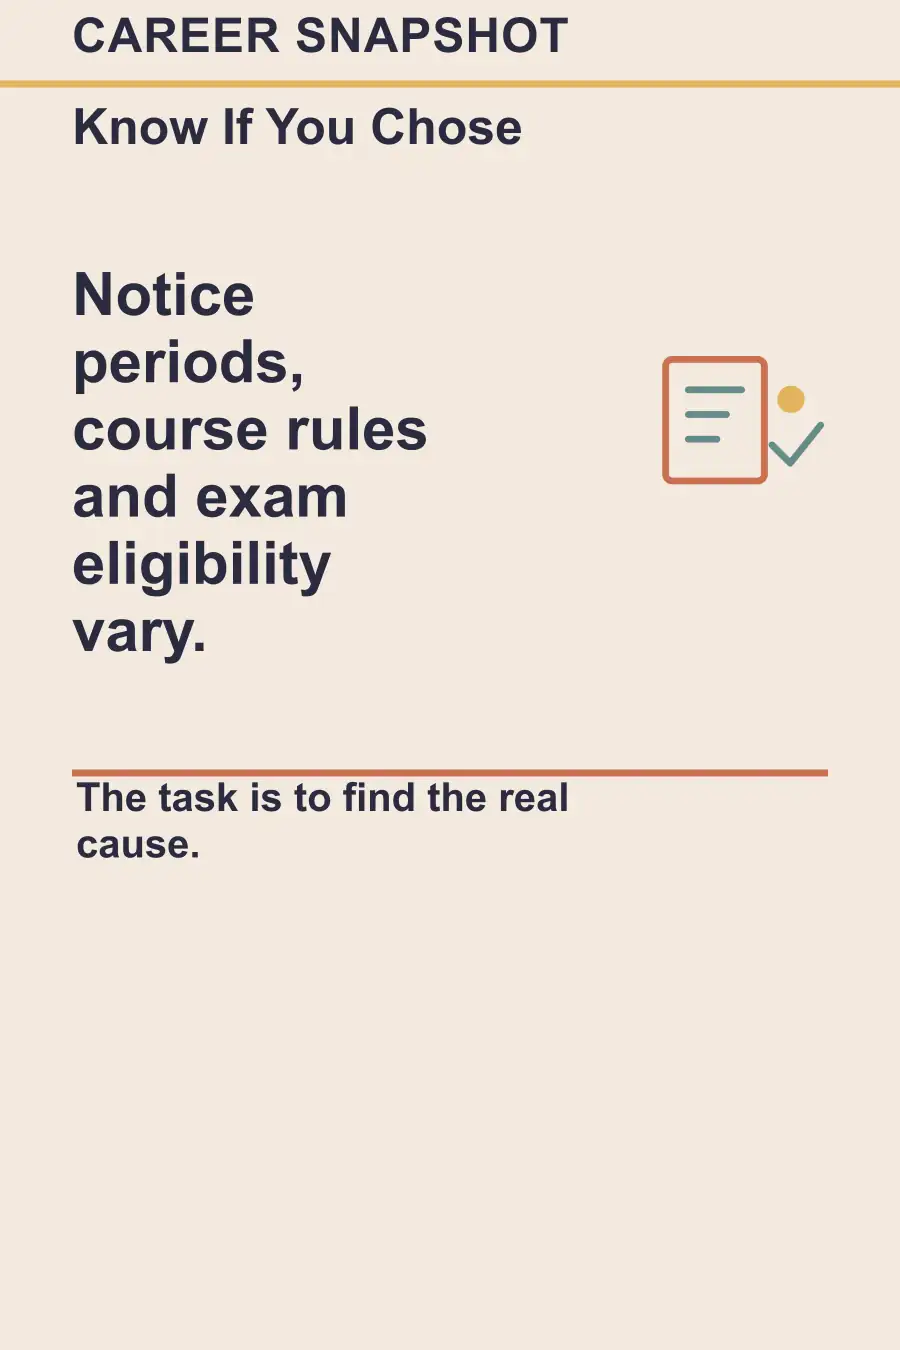 CAREER SNAPSHOT
Know If You Chose
Notice
periods,
course rules
and exam
eligibility
vary.
The task is to find the real
cause.